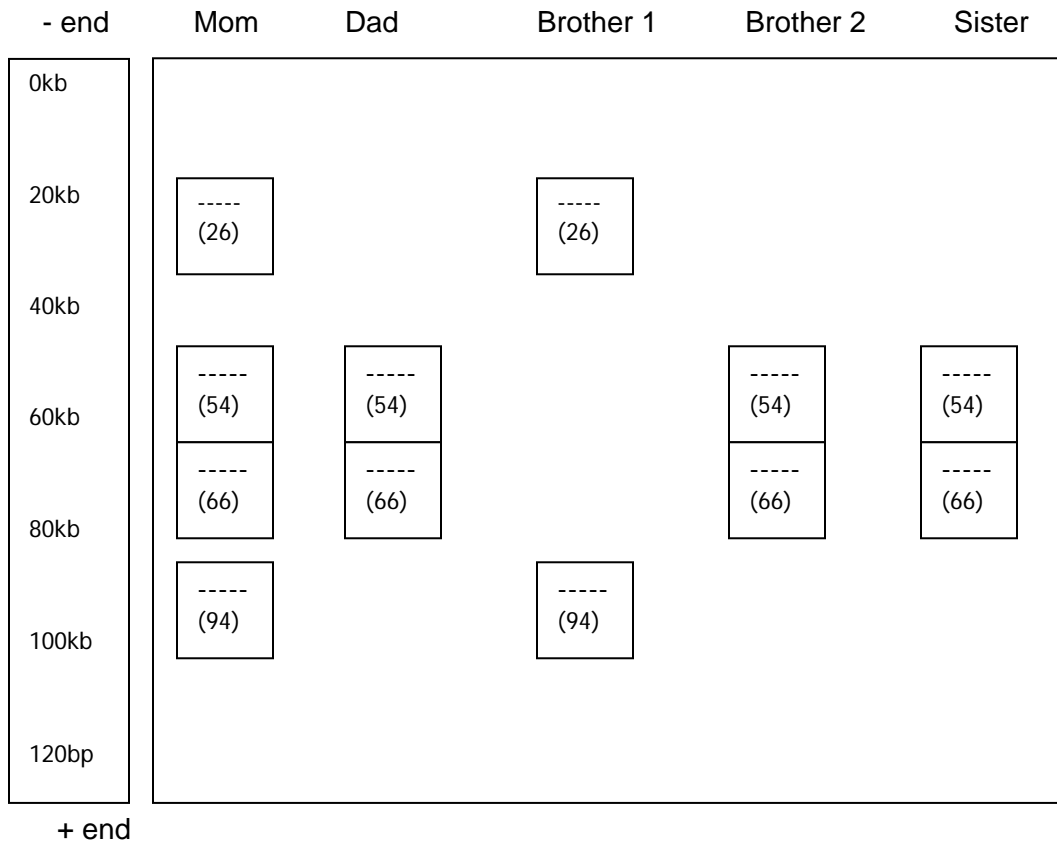 - end Mom Dad Brother 1 Brother 2 Sister
0kb
20kb
----- -----
(26) (26)
40kb
----- ----- ----- -----
(54) (54) (54) (54)
60kb
----- ----- ----- -----
(66) (66) (66) (66)
80kb
----- -----
(94) (94)
100kb
120bp
+ end